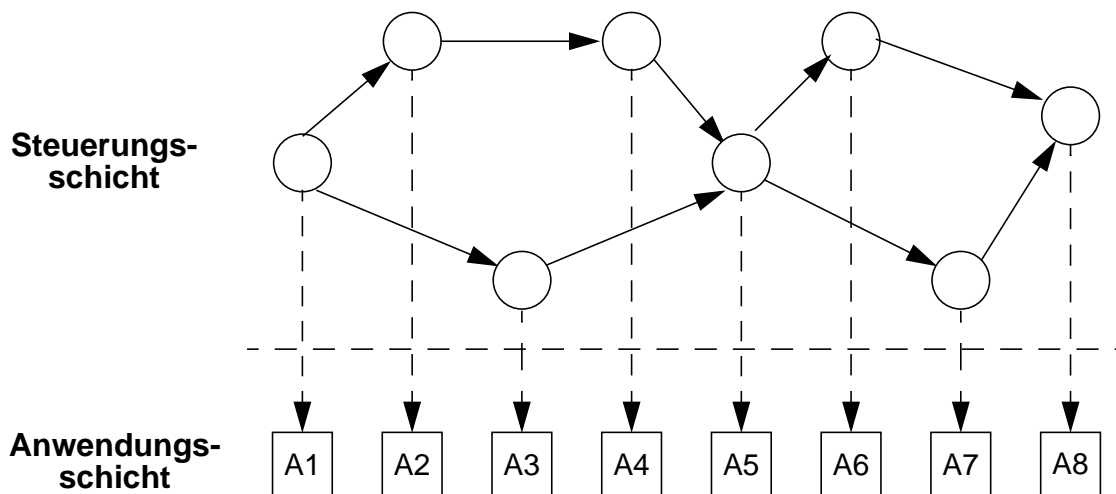 Steuerungs-
schicht
Anwendungs-
schicht
A1 A2 A3 A4 A5 A6 A7 A8